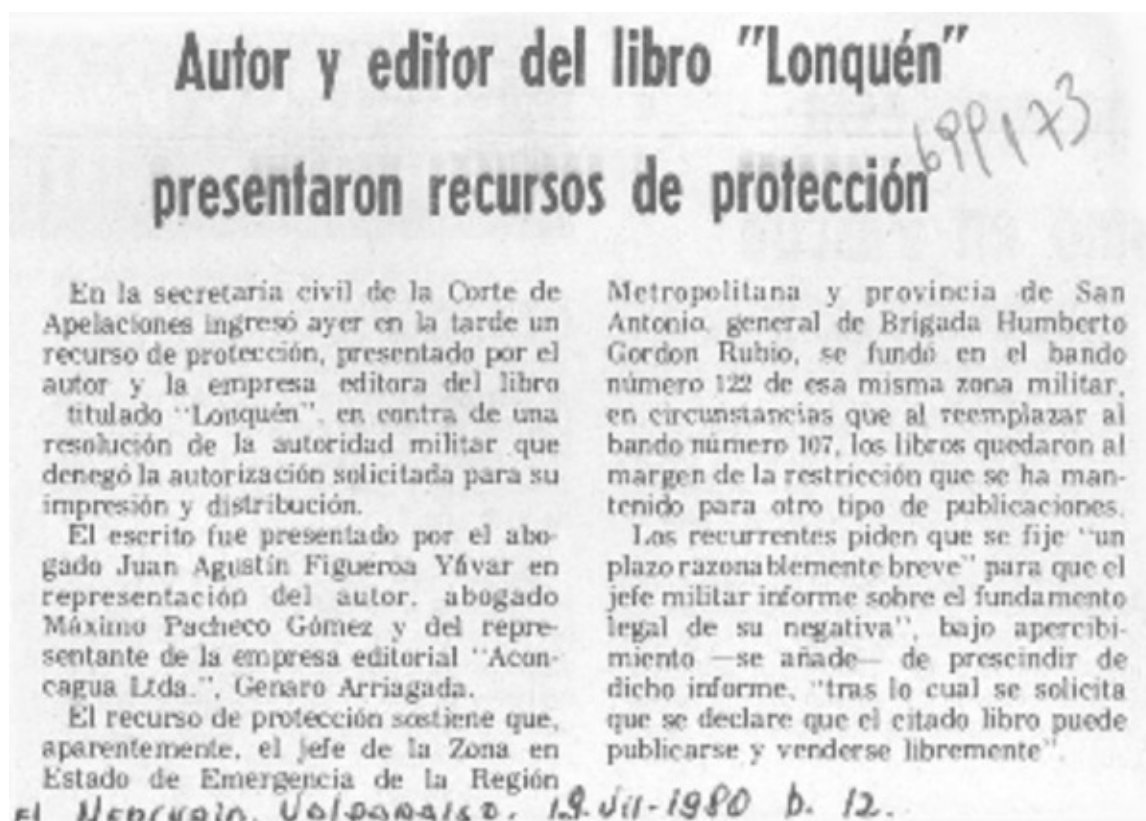 Autor y editor del libro "Lonquén"
presentaron recursos de protección
699173
En la secretaría civil de la Corte de
Apelaciones ingresó ayer en la tarde un
recurso de protección, presentado por el
autor y la empresa editora del libro
titulado "Lonquén", en contra de una
resolución de la autoridad militar que
denegó la autorización solicitada para su
impresión y distribución.
El escrito fue presentado por el abo-
gado Juan Agustín Figueroa Yávar en
representación del autor, abogado
Máximo Pacheco Gómez y del repre-
sentante de la empresa editorial "Acon-
cagua Ltda.", Genaro Arriagada.
El recurso de protección sostiene que,
aparentemente, el jefe de la Zona en
Estado de Emergencia de la Región
Metropolitana y provincia de San
Antonio, general de Brigada Humberto
Gordon Rubio, se fundó en el bando
número 122 de esa misma zona militar,
en circunstancias que al reemplazar al
bando número 107, los libros quedaron al
margen de la restricción que se ha man-
tenido para otro tipo de publicaciones.
Los recurrentes piden que se fije "un
plazo razonablemente breve" para que el
jefe militar informe sobre el fundamento
legal de su negativa", bajo apercibi-
miento —se añade— de prescindir de
dicho informe, "tras lo cual se solicita
que se declare que el citado libro puede
publicarse y venderse libremente".
El Mercurio, Valparaíso, 19-VII-1980 p. 12.